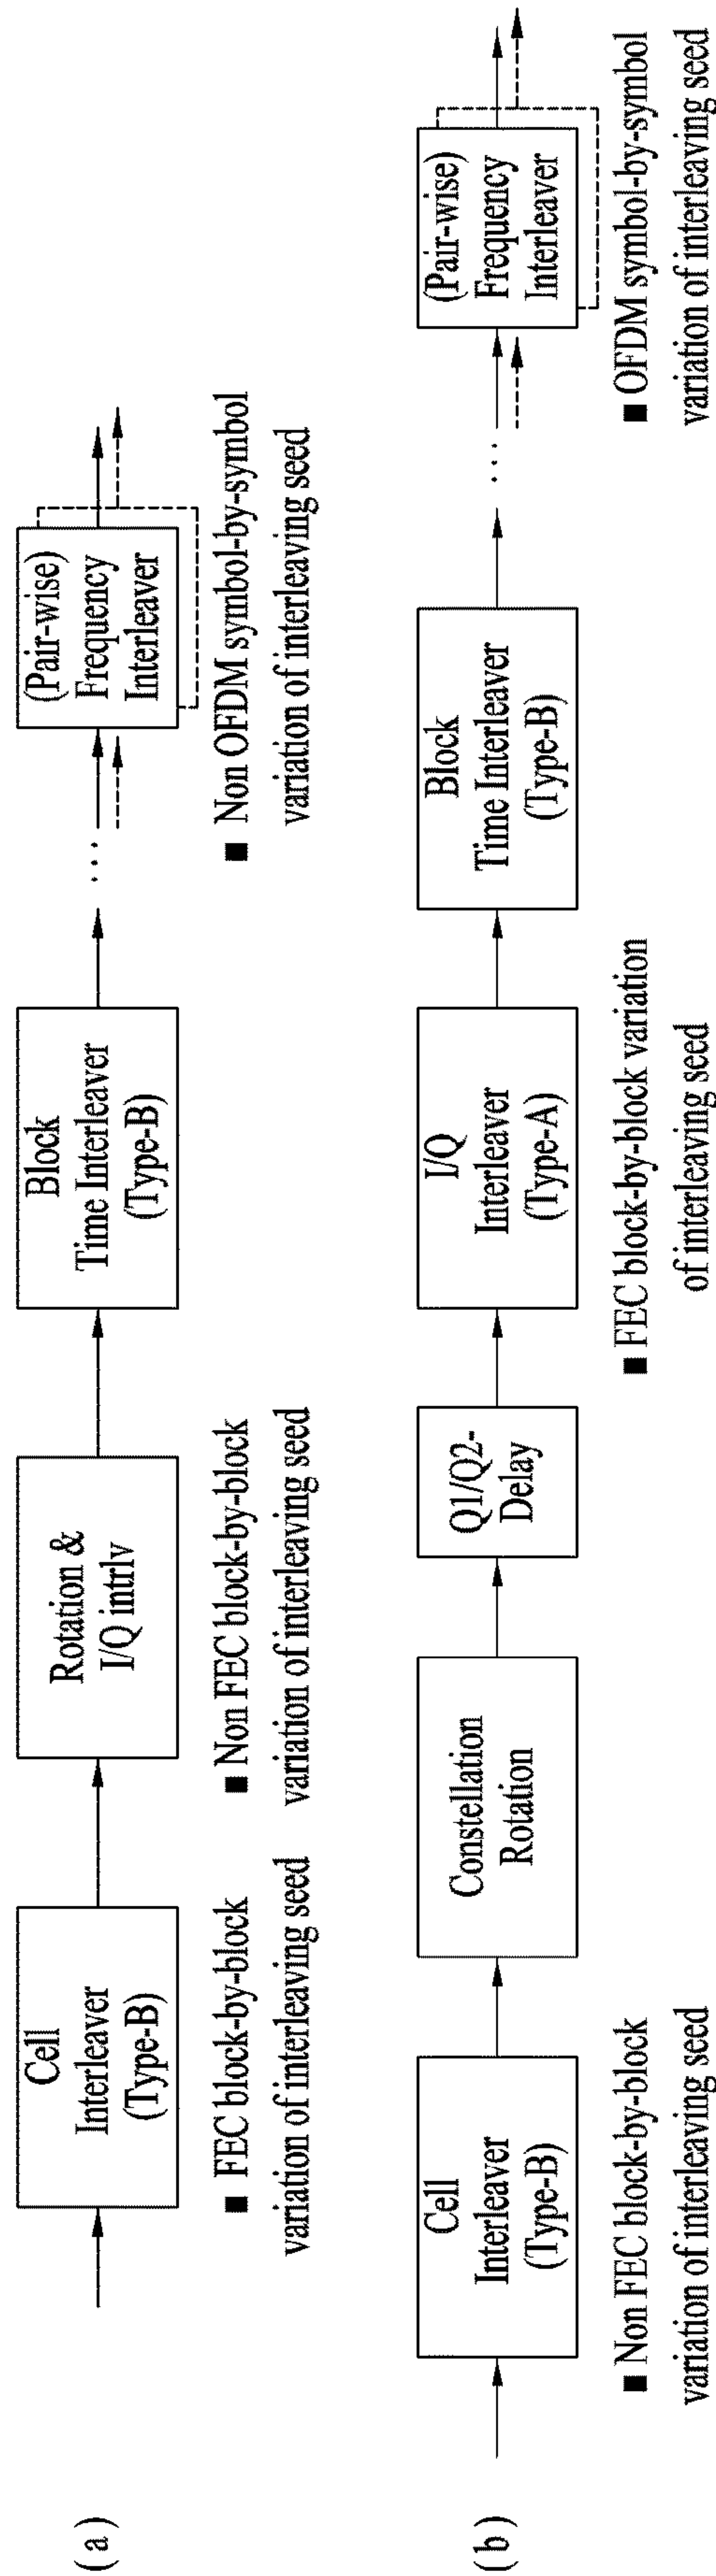 (a)
Cell
Interleaver
(Type-B)
■ FEC block-by-block
variation of interleaving seed
Rotation &
I/Q intrlv
■ Non FEC block-by-block
variation of interleaving seed
Block
Time Interleaver
(Type-B)
...
(Pair-wise)
Frequency
Interleaver
■ Non OFDM symbol-by-symbol
variation of interleaving seed
(b)
Cell
Interleaver
(Type-B)
■ Non FEC block-by-block
variation of interleaving seed
Constellation
Rotation
Q1/Q2-
Delay
I/Q
Interleaver
(Type-A)
■ FEC block-by-block variation
of interleaving seed
Block
Time Interleaver
(Type-B)
...
(Pair-wise)
Frequency
Interleaver
■ OFDM symbol-by-symbol
variation of interleaving seed